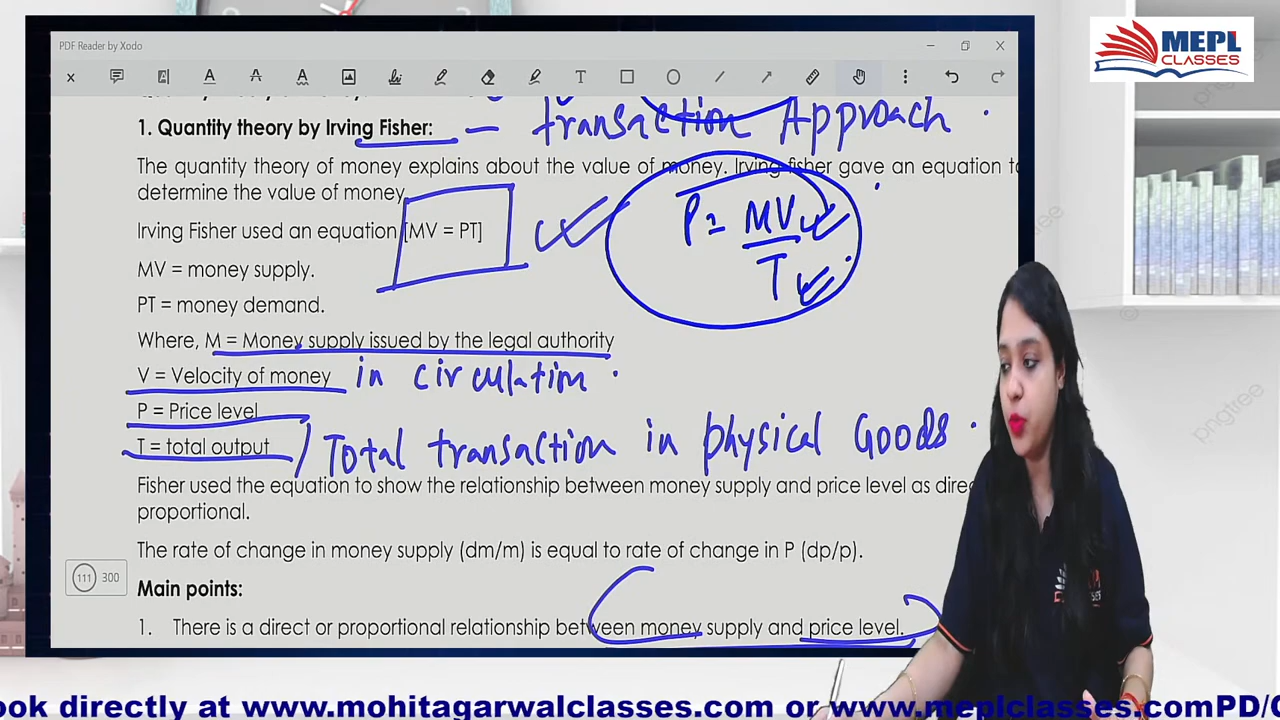 PDF Reader by Xodo
MEPL
CLASSES
1. Quantity theory by Irving Fisher: – Transaction Approach.
The quantity theory of money explains about the value of money. Irving fisher gave an equation to
determine the value of money.
P = MV
T
Irving Fisher used an equation [MV = PT]
MV = money supply.
PT = money demand.
Where, M = Money supply issued by the legal authority
V = Velocity of money in circulation.
P = Price level
T = total output / Total transaction in physical Goods.
Fisher used the equation to show the relationship between money supply and price level as
proportional.
The rate of change in money supply (dm/m) is equal to rate of change in P (dp/p).
111 300
Main points:
1. There is a direct or proportional relationship between money supply and price level.
ook directly at www.mohitagarwalclasses.com or www.meplclasses.comPD/
pngtree
pngtree